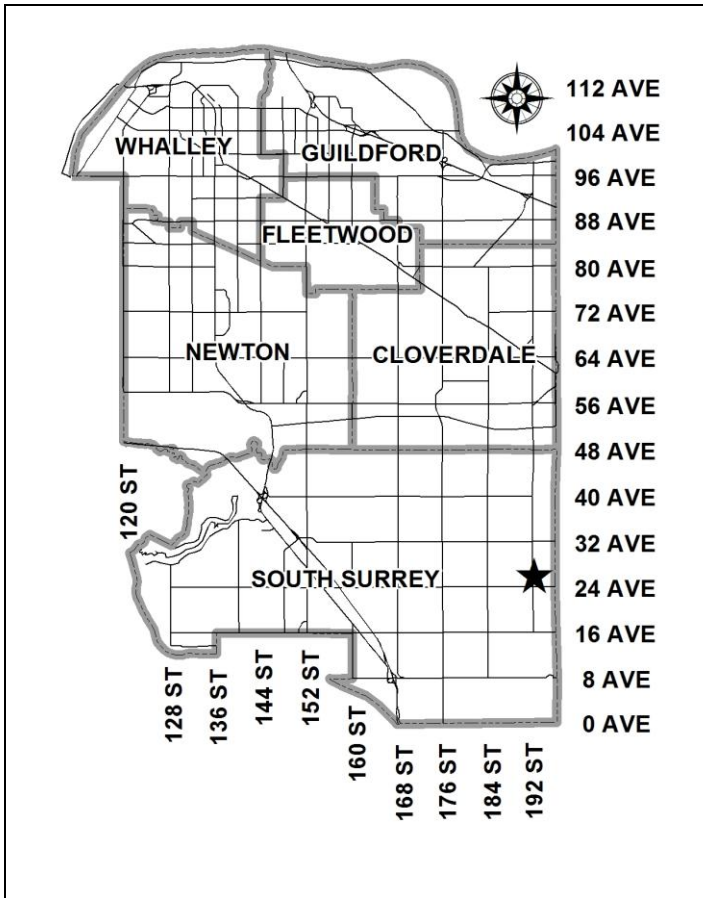 112 AVE
104 AVE
WHALLEY
GUILDFORD
96 AVE
88 AVE
FLEETWOOD
80 AVE
72 AVE
NEWTON
CLOVERDALE
64 AVE
56 AVE
48 AVE
120 ST
40 AVE
32 AVE
SOUTH SURREY
24 AVE
16 AVE
128 ST
136 ST
144 ST
152 ST
160 ST
8 AVE
168 ST
176 ST
184 ST
192 ST
0 AVE